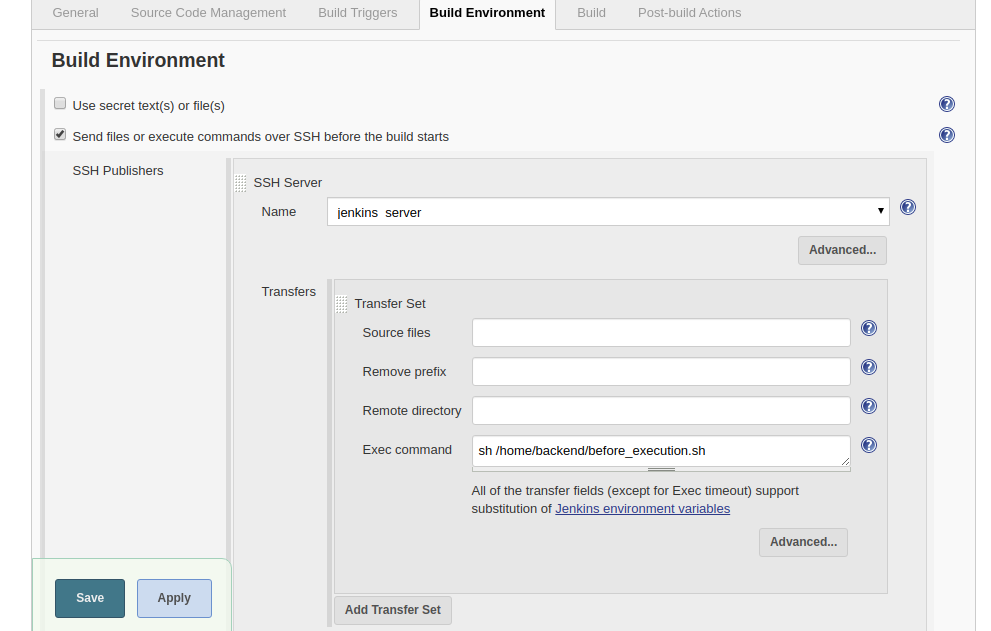 General Source Code Management Build Triggers Build Environment Build Post-build Actions
Build Environment
Use secret text(s) or file(s)
Send files or execute commands over SSH before the build starts
SSH Publishers
SSH Server
Name jenkins server
Advanced...
Transfers
Transfer Set
Source files
Remove prefix
Remote directory
Exec command sh /home/backend/before_execution.sh
All of the transfer fields (except for Exec timeout) support
substitution of Jenkins environment variables
Advanced...
Save Apply
Add Transfer Set